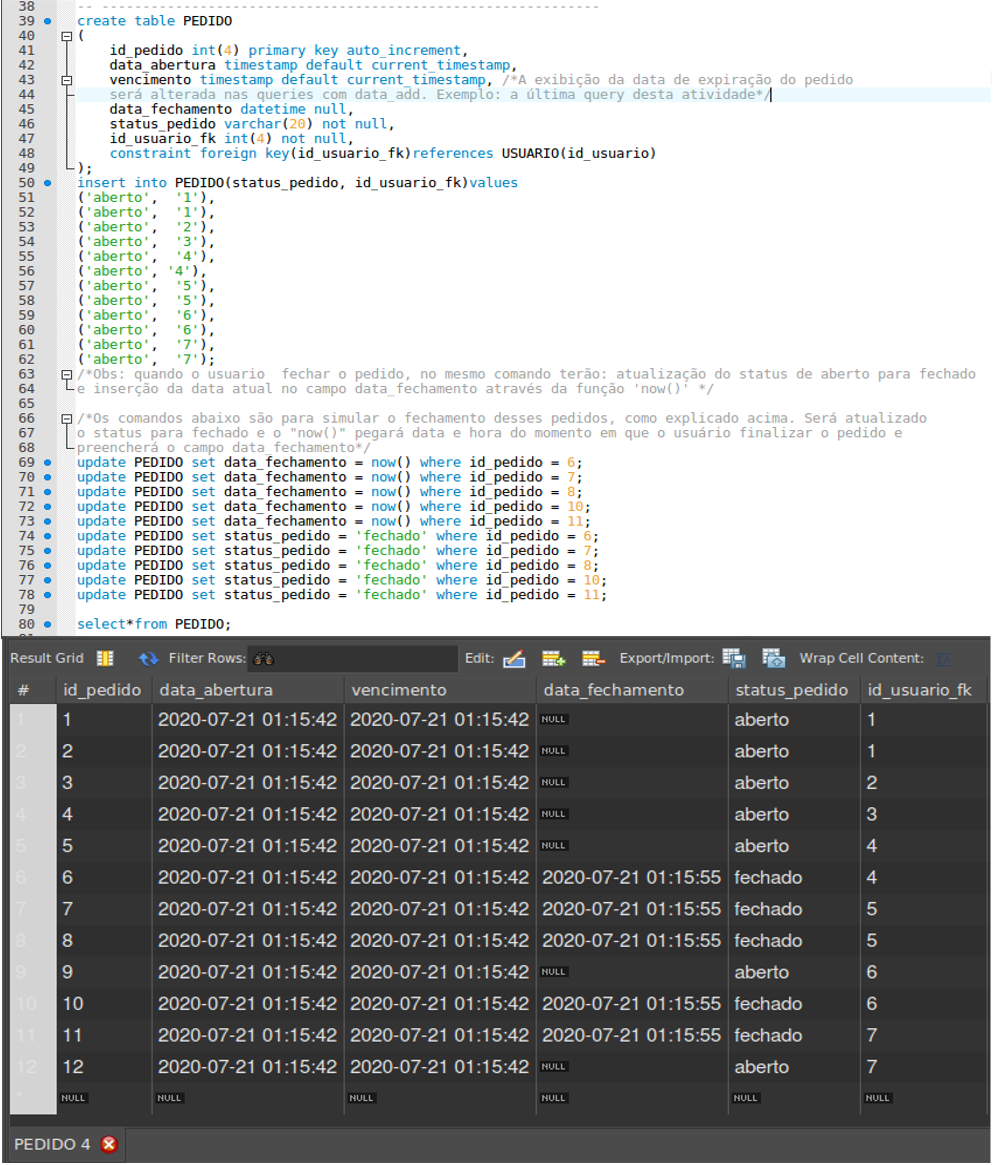 38 -- -------------------------------------------------------------
39 create table PEDIDO
40 (
41 id_pedido int(4) primary key auto_increment,
42 data_abertura timestamp default current_timestamp,
43 vencimento timestamp default current_timestamp, /*A exibição da data de expiração do pedido
44 será alterada nas queries com data_add. Exemplo: a última query desta atividade*/
45 data_fechamento datetime null,
46 status_pedido varchar(20) not null,
47 id_usuario_fk int(4) not null,
48 constraint foreign key(id_usuario_fk)references USUARIO(id_usuario)
49 );
50 insert into PEDIDO(status_pedido, id_usuario_fk)values
51 ('aberto', '1'),
52 ('aberto', '1'),
53 ('aberto', '2'),
54 ('aberto', '3'),
55 ('aberto', '4'),
56 ('aberto', '4'),
57 ('aberto', '5'),
58 ('aberto', '5'),
59 ('aberto', '6'),
60 ('aberto', '6'),
61 ('aberto', '7'),
62 ('aberto', '7');
63 /*Obs: quando o usuario fechar o pedido, no mesmo comando terão: atualização do status de aberto para fechado
64 e inserção da data atual no campo data_fechamento através da função 'now()' */
65
66 /*Os comandos abaixo são para simular o fechamento desses pedidos, como explicado acima. Será atualizado
67 o status para fechado e o "now()" pegará data e hora do momento em que o usuário finalizar o pedido e
68 preencherá o campo data_fechamento*/
69 update PEDIDO set data_fechamento = now() where id_pedido = 6;
70 update PEDIDO set data_fechamento = now() where id_pedido = 7;
71 update PEDIDO set data_fechamento = now() where id_pedido = 8;
72 update PEDIDO set data_fechamento = now() where id_pedido = 10;
73 update PEDIDO set data_fechamento = now() where id_pedido = 11;
74 update PEDIDO set status_pedido = 'fechado' where id_pedido = 6;
75 update PEDIDO set status_pedido = 'fechado' where id_pedido = 7;
76 update PEDIDO set status_pedido = 'fechado' where id_pedido = 8;
77 update PEDIDO set status_pedido = 'fechado' where id_pedido = 10;
78 update PEDIDO set status_pedido = 'fechado' where id_pedido = 11;
79
80 select*from PEDIDO;
Result Grid Filter Rows: Edit: Export/Import: Wrap Cell Content:
# id_pedido data_abertura vencimento data_fechamento status_pedido id_usuario_fk
1 1 2020-07-21 01:15:42 2020-07-21 01:15:42 NULL aberto 1
2 2 2020-07-21 01:15:42 2020-07-21 01:15:42 NULL aberto 1
3 3 2020-07-21 01:15:42 2020-07-21 01:15:42 NULL aberto 2
4 4 2020-07-21 01:15:42 2020-07-21 01:15:42 NULL aberto 3
5 5 2020-07-21 01:15:42 2020-07-21 01:15:42 NULL aberto 4
6 6 2020-07-21 01:15:42 2020-07-21 01:15:42 2020-07-21 01:15:55 fechado 4
7 7 2020-07-21 01:15:42 2020-07-21 01:15:42 2020-07-21 01:15:55 fechado 5
8 8 2020-07-21 01:15:42 2020-07-21 01:15:42 2020-07-21 01:15:55 fechado 5
9 9 2020-07-21 01:15:42 2020-07-21 01:15:42 NULL aberto 6
10 10 2020-07-21 01:15:42 2020-07-21 01:15:42 2020-07-21 01:15:55 fechado 6
11 11 2020-07-21 01:15:42 2020-07-21 01:15:42 2020-07-21 01:15:55 fechado 7
12 12 2020-07-21 01:15:42 2020-07-21 01:15:42 NULL aberto 7
* NULL NULL NULL NULL NULL NULL
PEDIDO 4